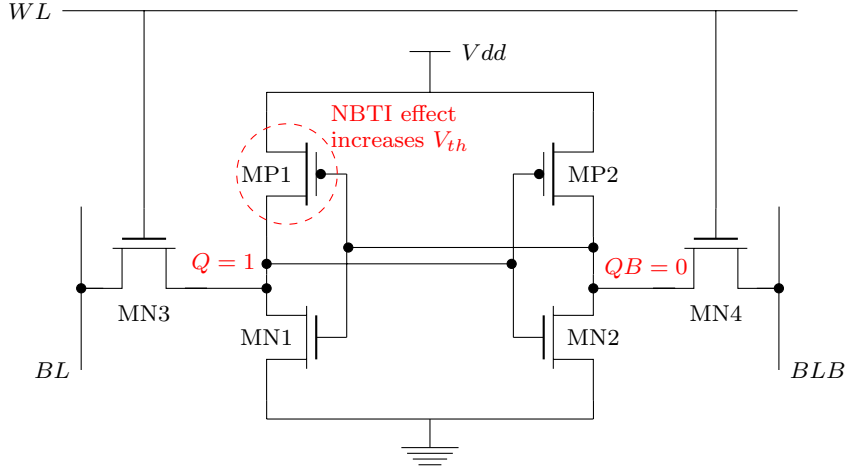 WL
Vdd
NBTI effect
increases V_th
MP1
MP2
Q = 1
QB = 0
MN3
MN4
MN1
MN2
BL
BLB